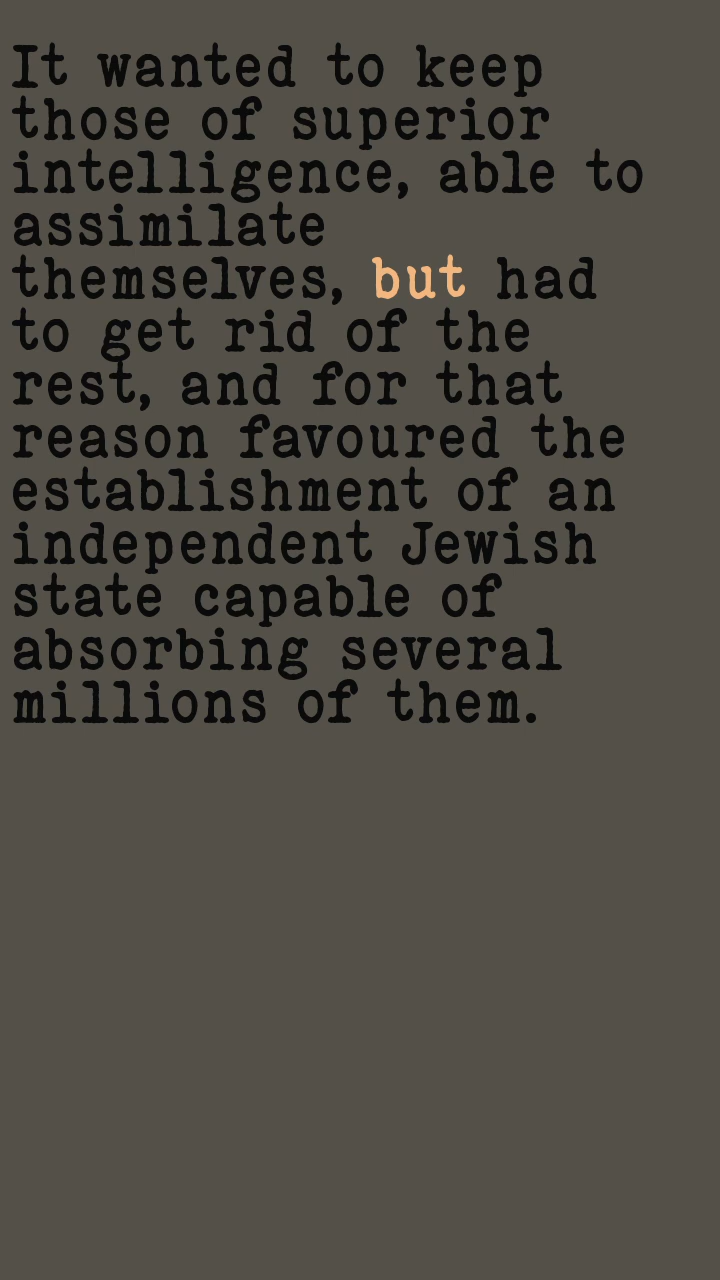 It wanted to keep
those of superior
intelligence, able to
assimilate
themselves, but had
to get rid of the
rest, and for that
reason favoured the
establishment of an
independent Jewish
state capable of
absorbing several
millions of them.